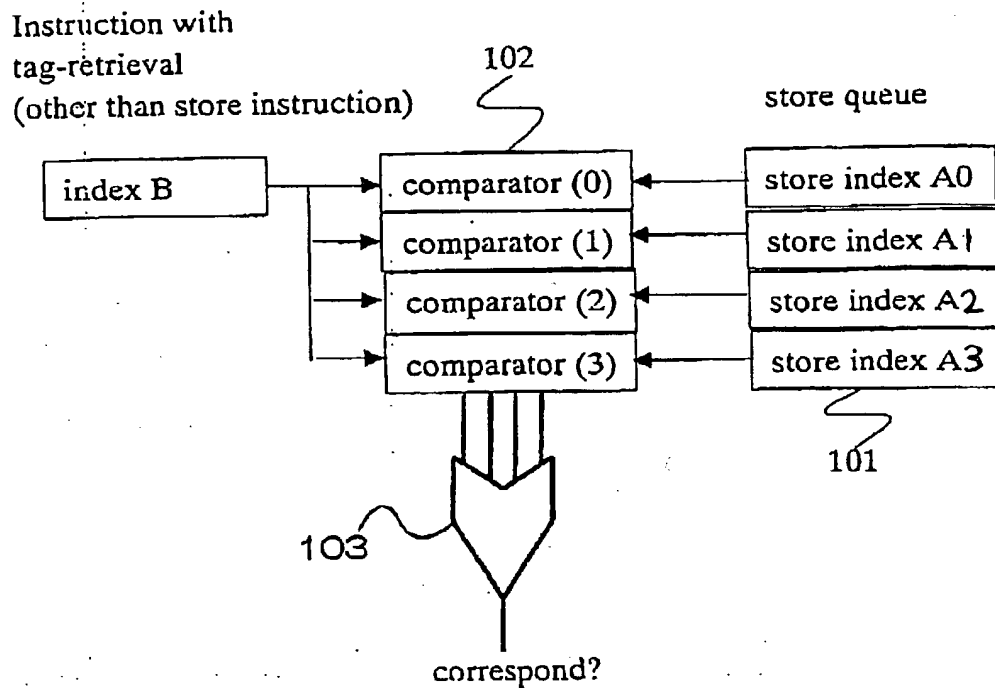 Instruction with
tag-retrieval
(other than store instruction)
102
store queue
index B
comparator (0)
store index A0
comparator (1)
store index A1
comparator (2)
store index A2
comparator (3)
store index A3
101
103
correspond?